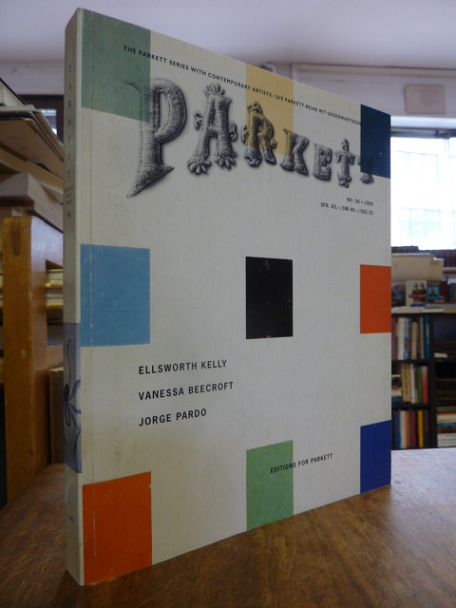 THE PARKETT SERIES WITH CONTEMPORARY ARTISTS / DIE PARKETT-REIHE MIT
PARKETT
ELLSWORTH KELLY
VANESSA BEECROFT
JORGE PARDO
EDITIONS FOR PARKETT